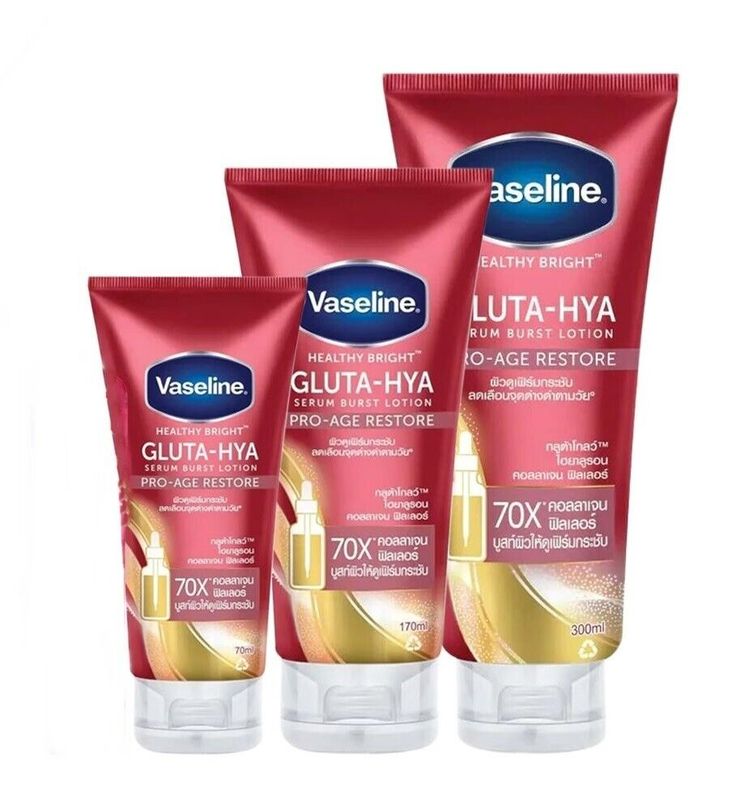 Vaseline®
HEALTHY BRIGHT™
GLUTA-HYA
SERUM BURST LOTION
PRO-AGE RESTORE
ผิวดูเฟิร์มกระชับ
ลดเลือนจุดด่างดำตามวัย°
กลูต้าโกลว์™
ไฮยาลูรอน
คอลลาเจน ฟิลเลอร์
70X* คอลลาเจน
ฟิลเลอร์
บูสท์ผิวให้ดูเฟิร์มกระชับ
70ml
Vaseline®
HEALTHY BRIGHT™
GLUTA-HYA
SERUM BURST LOTION
PRO-AGE RESTORE
ผิวดูเฟิร์มกระชับ
ลดเลือนจุดด่างดำตามวัย°
กลูต้าโกลว์™
ไฮยาลูรอน
คอลลาเจน ฟิลเลอร์
70X* คอลลาเจน
ฟิลเลอร์
บูสท์ผิวให้ดูเฟิร์มกระชับ
170ml
aseline®
EALTHY BRIGHT™
LUTA-HYA
RUM BURST LOTION
RO-AGE RESTORE
ผิวดูเฟิร์มกระชับ
ลดเลือนจุดด่างดำตามวัย°
กลูต้าโกลว์™
ไฮยาลูรอน
คอลลาเจน ฟิลเลอร์
70X* คอลลาเจน
ฟิลเลอร์
บูสท์ผิวให้ดูเฟิร์มกระชับ
300ml